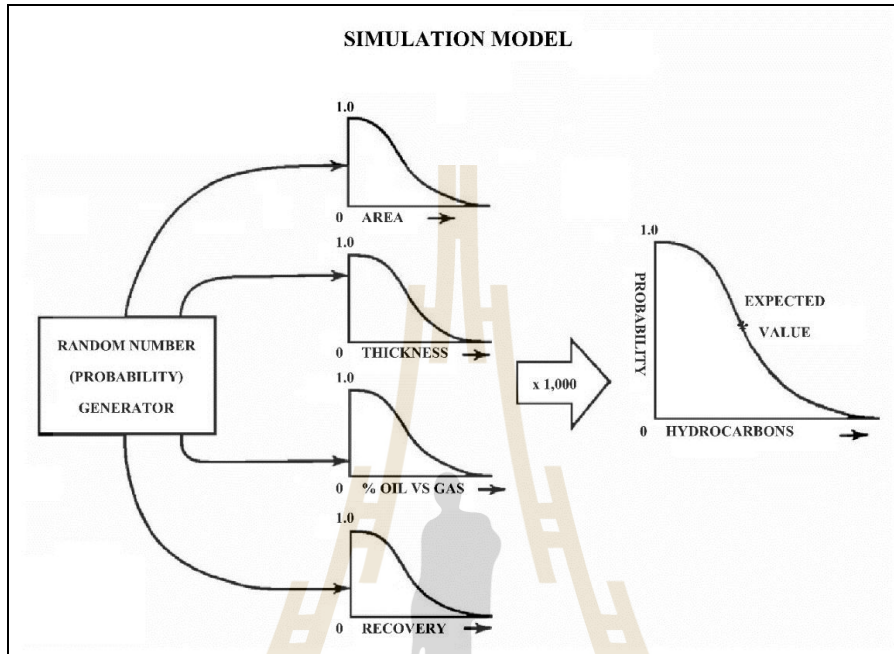 SIMULATION MODEL
1.0
0
AREA
1.0
0
THICKNESS
1.0
0
% OIL VS GAS
1.0
0
RECOVERY
RANDOM NUMBER
(PROBABILITY)
GENERATOR
x 1,000
1.0
PROBABILITY
EXPECTED
VALUE
0
HYDROCARBONS